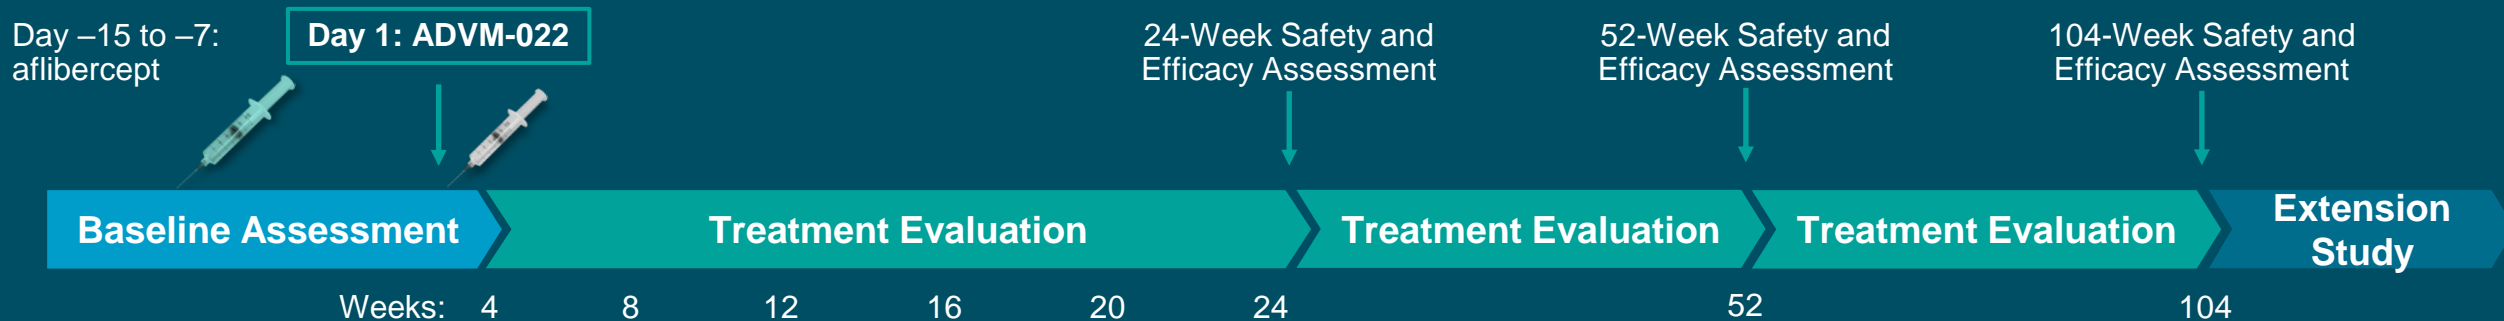 Day –15 to –7:
aflibercept
Day 1: ADVM-022
24-Week Safety and
Efficacy Assessment
52-Week Safety and
Efficacy Assessment
104-Week Safety and
Efficacy Assessment
Baseline Assessment
Treatment Evaluation
Treatment Evaluation
Treatment Evaluation
Extension
Study
Weeks: 4 8 12 16 20 24 52 104